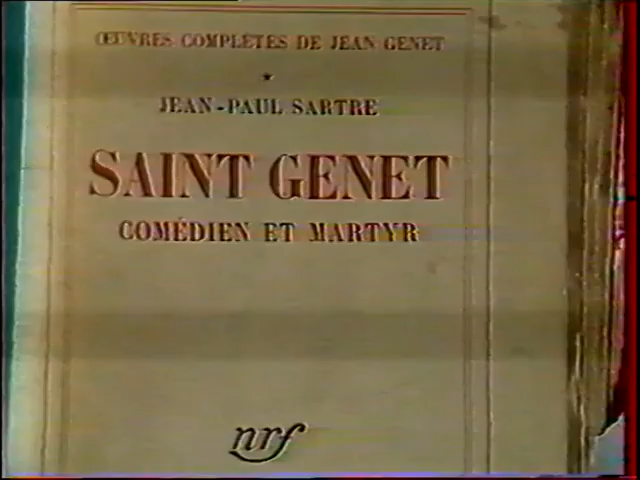 ŒUVRES COMPLÈTES DE JEAN GENET
*
JEAN-PAUL SARTRE
SAINT GENET
COMÉDIEN ET MARTYR
nrf